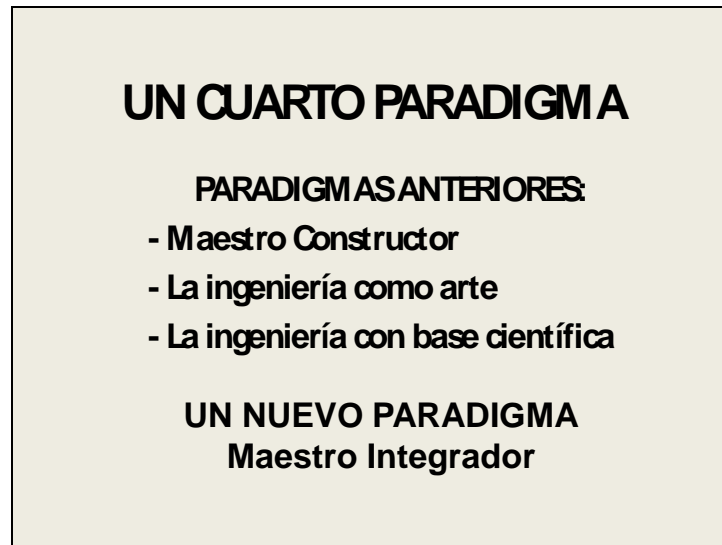 UN CUARTO PARADIGMA
PARADIGMAS ANTERIORES:
- Maestro Constructor
- La ingeniería como arte
- La ingeniería con base científica
UN NUEVO PARADIGMA
Maestro Integrador